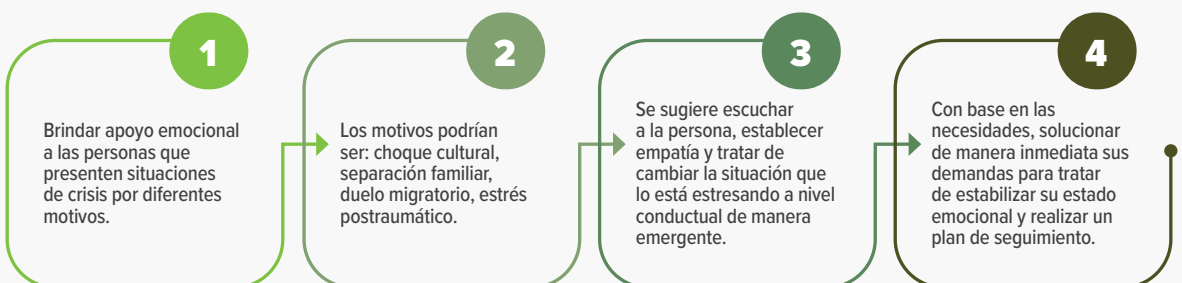 1
Brindar apoyo emocional
a las personas que
presenten situaciones
de crisis por diferentes
motivos.
2
Los motivos podrían
ser: choque cultural,
separación familiar,
duelo migratorio, estrés
postraumático.
3
Se sugiere escuchar
a la persona, establecer
empatía y tratar de
cambiar la situación que
lo está estresando a nivel
conductual de manera
emergente.
4
Con base en las
necesidades, solucionar
de manera inmediata sus
demandas para tratar
de estabilizar su estado
emocional y realizar un
plan de seguimiento.